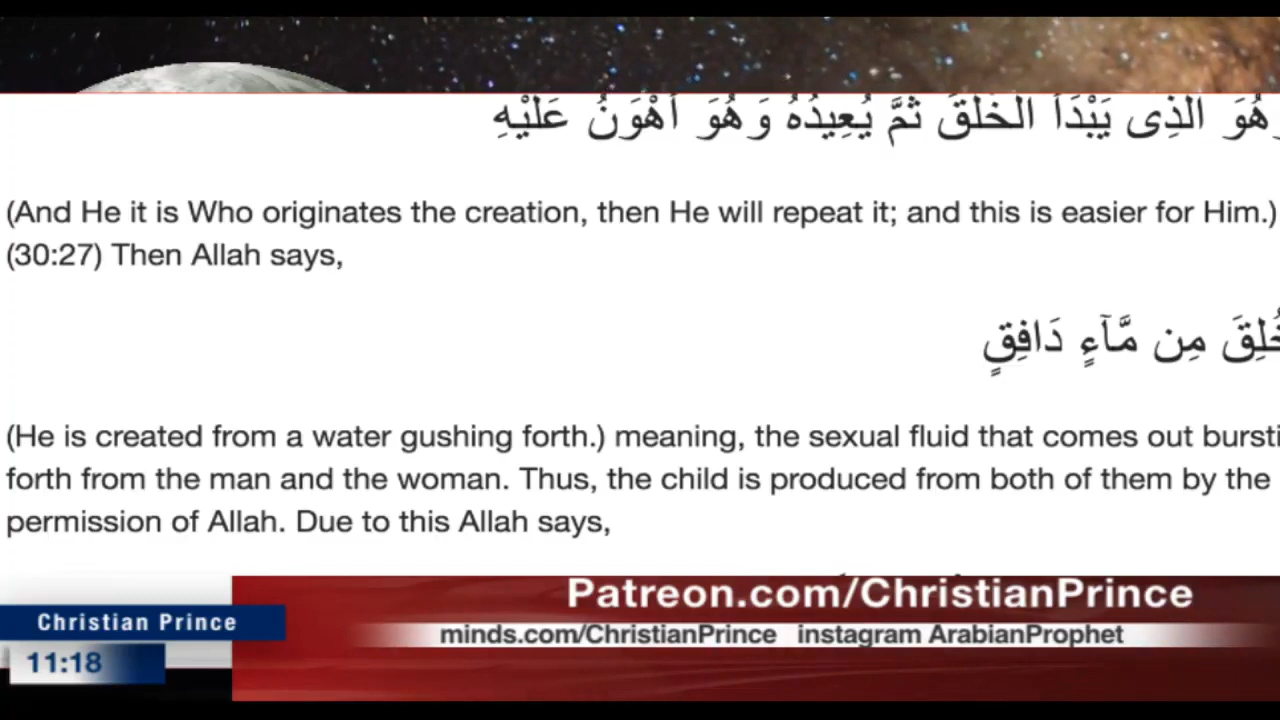 هُوَ الَّذِى يَبْدَأُ الْخَلْقَ ثُمَّ يُعِيدُهُ وَهُوَ أَهْوَنُ عَلَيْهِ
(And He it is Who originates the creation, then He will repeat it; and this is easier for Him.)
(30:27) Then Allah says,
خُلِقَ مِن مَّآءٍ دَافِقٍ
(He is created from a water gushing forth.) meaning, the sexual fluid that comes out bursti
forth from the man and the woman. Thus, the child is produced from both of them by the
permission of Allah. Due to this Allah says,
Patreon.com/ChristianPrince
Christian Prince
minds.com/ChristianPrince instagram ArabianProphet
11:18